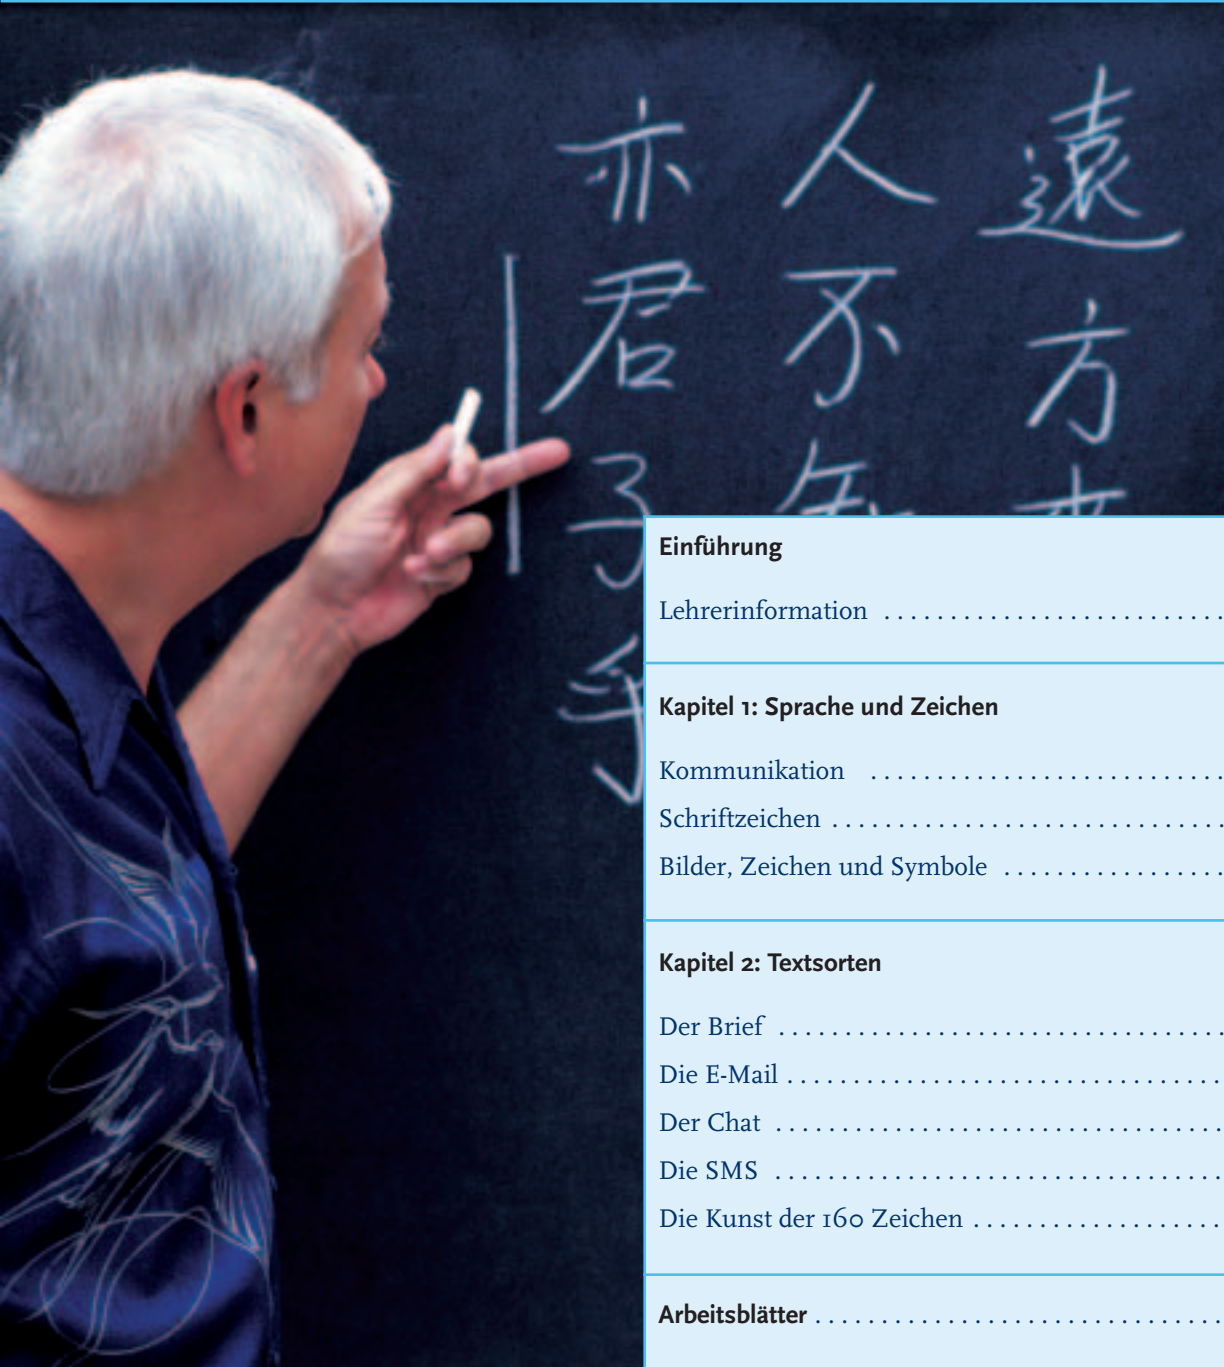 遠方
人不
亦君子乎
Einführung
Lehrerinformation
Kapitel 1: Sprache und Zeichen
Kommunikation
Schriftzeichen
Bilder, Zeichen und Symbole
Kapitel 2: Textsorten
Der Brief
Die E-Mail
Der Chat
Die SMS
Die Kunst der 160 Zeichen
Arbeitsblätter